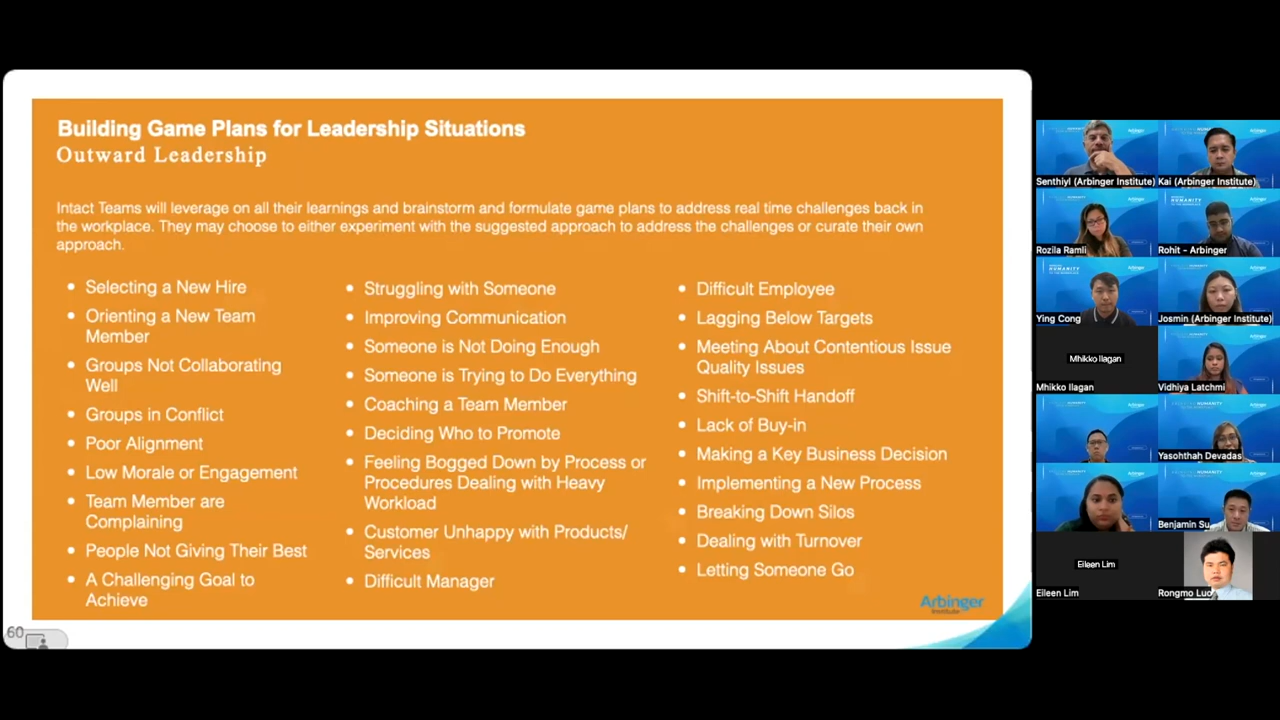 Building Game Plans for Leadership Situations
Outward Leadership
Intact Teams will leverage on all their learnings and brainstorm and formulate game plans to address real time challenges back in
the workplace. They may choose to either experiment with the suggested approach to address the challenges or curate their own
approach.
• Selecting a New Hire
• Orienting a New Team
Member
• Groups Not Collaborating
Well
• Groups in Conflict
• Poor Alignment
• Low Morale or Engagement
• Team Member are
Complaining
• People Not Giving Their Best
• A Challenging Goal to
Achieve
• Struggling with Someone
• Improving Communication
• Someone is Not Doing Enough
• Someone is Trying to Do Everything
• Coaching a Team Member
• Deciding Who to Promote
• Feeling Bogged Down by Process or
Procedures Dealing with Heavy
Workload
• Customer Unhappy with Products/
Services
• Difficult Manager
• Difficult Employee
• Lagging Below Targets
• Meeting About Contentious Issue
Quality Issues
• Shift-to-Shift Handoff
• Lack of Buy-in
• Making a Key Business Decision
• Implementing a New Process
• Breaking Down Silos
• Dealing with Turnover
• Letting Someone Go
Arbinger
Institute
60
Senthiyl (Arbinger Institute)
Kai (Arbinger Institute)
Rozila Ramli
Rohit - Arbinger
Ying Cong
Josmin (Arbinger Institute)
Mhikko Ilagan
Mhikko Ilagan
Vidhiya Latchmi
Yasohthah Devadas
Benjamin Su
Eileen Lim
Eileen Lim
Rongmo Luo